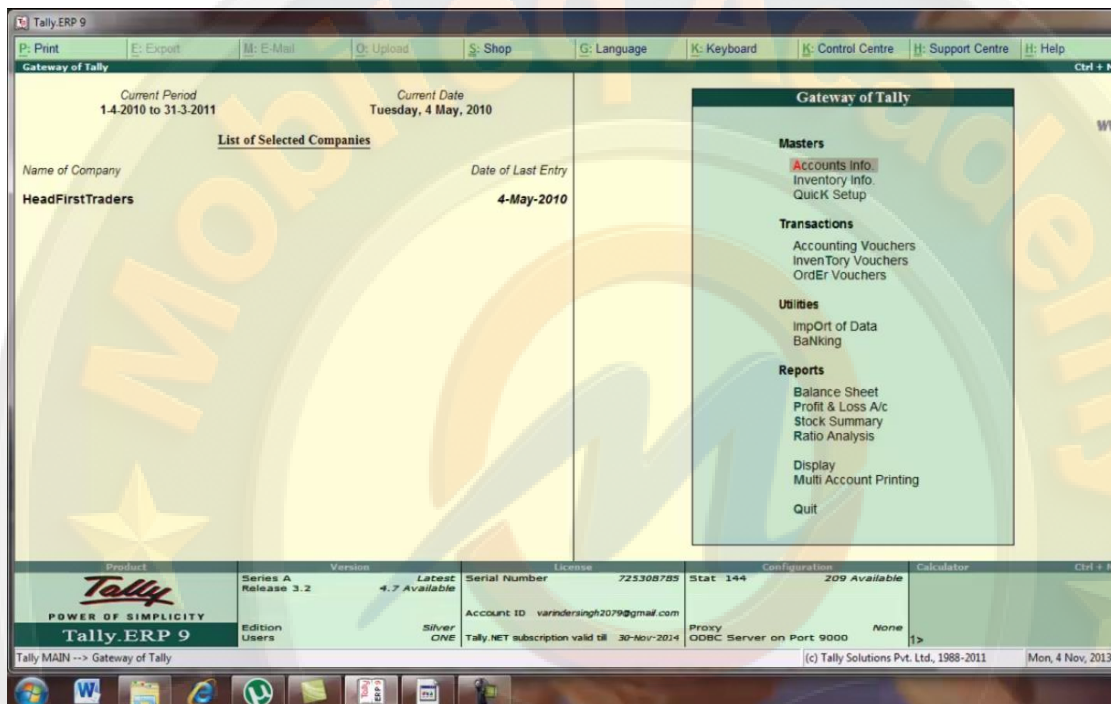 Tally.ERP 9
P: Print E: Export M: E-Mail O: Upload S: Shop G: Language K: Keyboard K: Control Centre H: Support Centre H: Help
Gateway of Tally Ctrl + M
Current Period Current Date
1-4-2010 to 31-3-2011 Tuesday, 4 May, 2010
List of Selected Companies
Name of Company Date of Last Entry
HeadFirstTraders 4-May-2010
Gateway of Tally
Masters
Accounts Info.
Inventory Info.
QuicK Setup
Transactions
Accounting Vouchers
InvenTory Vouchers
OrdEr Vouchers
Utilities
ImpOrt of Data
BaNking
Reports
Balance Sheet
Profit & Loss A/c
Stock Summary
Ratio Analysis
Display
Multi Account Printing
Quit
Product Version License Configuration Calculator Ctrl + N
Tally
POWER OF SIMPLICITY
Tally.ERP 9
Series A Latest
Release 3.2 4.7 Available
Edition Silver
Users ONE
Serial Number 725308785
Account ID varindersingh2079@gmail.com
Tally.NET subscription valid till 30-Nov-2014
Stat 144 209 Available
Proxy None
ODBC Server on Port 9000
1>
Tally MAIN --> Gateway of Tally (c) Tally Solutions Pvt. Ltd., 1988-2011 Mon, 4 Nov, 2013